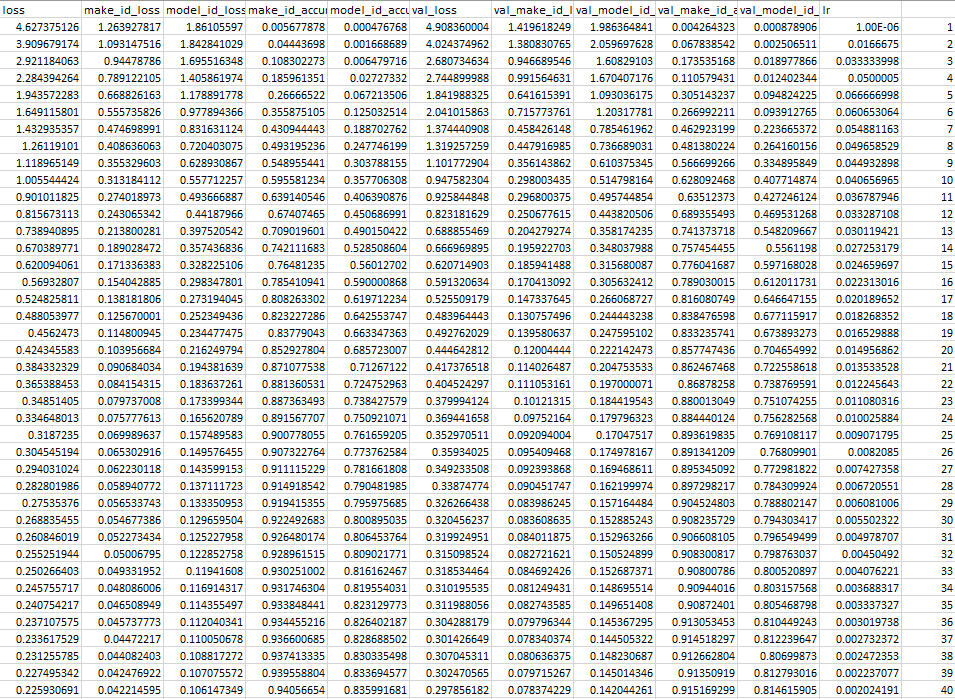 loss make_id_loss model_id_loss make_id_accur model_id_accu val_loss val_make_id_l val_model_id_ val_make_id_a val_model_id_ lr
4.627375126 1.263927817 1.86105597 0.005677878 0.000476768 4.908360004 1.419618249 1.986364841 0.004264323 0.000878906 1.00E-06 1
3.909679174 1.093147516 1.842841029 0.04443698 0.001668689 4.024374962 1.380830765 2.059697628 0.067838542 0.002506511 0.0166675 2
2.921184063 0.94478786 1.695516348 0.108302273 0.006479716 2.680734634 0.946689546 1.60829103 0.173535168 0.018977866 0.033333998 3
2.284394264 0.789122105 1.405861974 0.185961351 0.02727332 2.744899988 0.991564631 1.670407176 0.110579431 0.012402344 0.0500005 4
1.943572283 0.668826163 1.178891778 0.26666522 0.067213506 1.841988325 0.641615391 1.093036175 0.305143237 0.094824225 0.066666998 5
1.649115801 0.555735826 0.977894366 0.355875105 0.125032514 2.041015863 0.715773761 1.20317781 0.266992211 0.093912765 0.060653064 6
1.432935357 0.474698991 0.831631124 0.430944443 0.188702762 1.374440908 0.458426148 0.785461962 0.462923199 0.223665372 0.054881163 7
1.26119101 0.408636063 0.720403075 0.493195236 0.247746199 1.319257259 0.447916985 0.736689031 0.481380224 0.264160156 0.049658529 8
1.118965149 0.355329603 0.628930867 0.548955441 0.303788155 1.101772904 0.356143862 0.610375345 0.566699266 0.334895849 0.044932898 9
1.005544424 0.313184112 0.557712257 0.595581234 0.357706308 0.947582304 0.298003435 0.514798164 0.628092468 0.407714874 0.040656965 10
0.901011825 0.274018973 0.493666887 0.639140546 0.406390876 0.925844848 0.296800375 0.495744854 0.63512373 0.427246124 0.036787946 11
0.815673113 0.243065342 0.44187966 0.67407465 0.450686991 0.823181629 0.250677615 0.443820506 0.689355493 0.469531268 0.033287108 12
0.738940895 0.213800281 0.397520542 0.709019601 0.490150422 0.688855469 0.204279274 0.358174235 0.741373718 0.548209667 0.030119421 13
0.670389771 0.189028472 0.357436836 0.742111683 0.528508604 0.666969895 0.195922703 0.348037988 0.757454455 0.5561198 0.027253179 14
0.620094061 0.171336383 0.328225106 0.76481235 0.56012702 0.620714903 0.185941488 0.315680087 0.776041687 0.597168028 0.024659697 15
0.56932807 0.154042885 0.298347801 0.785410941 0.590000868 0.591320634 0.170413092 0.305632412 0.789030015 0.612011731 0.022313016 16
0.524825811 0.138181806 0.273194045 0.808263302 0.619712234 0.525509179 0.147337645 0.266068727 0.816080749 0.646647155 0.020189652 17
0.488053977 0.125670001 0.252349436 0.823227286 0.642553747 0.483964443 0.130757496 0.244443238 0.838476598 0.677115917 0.018268352 18
0.4562473 0.114800945 0.234477475 0.83779043 0.663347363 0.492762029 0.139580637 0.247595102 0.833235741 0.673893273 0.016529888 19
0.424345583 0.103956684 0.216249794 0.852927804 0.685723007 0.444642812 0.12004444 0.222142473 0.857747436 0.704654992 0.014956862 20
0.384332329 0.090684034 0.194381639 0.871077538 0.71267122 0.417376518 0.114026487 0.204753533 0.862467468 0.722558618 0.013533528 21
0.365388453 0.084154315 0.183637261 0.881360531 0.724752963 0.404524297 0.111053161 0.197000071 0.86878258 0.738769591 0.012245643 22
0.34851405 0.079737008 0.173399344 0.887363493 0.738427579 0.379994124 0.10121315 0.184419543 0.880013049 0.751074255 0.011080316 23
0.334648013 0.075777613 0.165620789 0.891567707 0.750921071 0.369441658 0.09752164 0.179796323 0.884440124 0.756282568 0.010025884 24
0.3187235 0.069989637 0.157489583 0.900778055 0.761659205 0.352970511 0.092094004 0.17047517 0.893619835 0.769108117 0.009071795 25
0.304545194 0.065302916 0.149576455 0.907322764 0.773762584 0.35934025 0.095409468 0.174978167 0.891341209 0.76809901 0.0082085 26
0.294031024 0.062230118 0.143599153 0.911115229 0.781661808 0.349233508 0.092393868 0.169468611 0.895345092 0.772981822 0.007427358 27
0.282801986 0.058940772 0.137111723 0.914918542 0.790481985 0.33874774 0.090451747 0.162199974 0.897298217 0.784309924 0.006720551 28
0.27535376 0.056533743 0.133350953 0.919415355 0.795975685 0.326266438 0.083986245 0.157164484 0.904524803 0.788802147 0.006081006 29
0.268835455 0.054677386 0.129659504 0.922492683 0.800895035 0.320456237 0.083608635 0.152885243 0.908235729 0.794303417 0.005502322 30
0.260846019 0.052273434 0.125227958 0.926480174 0.806453764 0.319924951 0.084011875 0.152963266 0.906608105 0.796549499 0.004978707 31
0.255251944 0.05006795 0.122852758 0.928961515 0.809021771 0.315098524 0.082721621 0.150524899 0.908300817 0.798763037 0.00450492 32
0.250266403 0.049331952 0.11941608 0.930251002 0.816162467 0.318534464 0.084692426 0.152687371 0.90800786 0.800520897 0.004076221 33
0.245755717 0.048086006 0.116914317 0.931746304 0.819554031 0.310195535 0.081249431 0.148695514 0.90944016 0.803157568 0.003688317 34
0.240754217 0.046508949 0.114355497 0.933848441 0.823129773 0.311988056 0.082743585 0.149651408 0.90872401 0.805468798 0.003337327 35
0.237107575 0.045737773 0.112040341 0.934455216 0.826402187 0.304288179 0.079796344 0.145367295 0.913053453 0.810449243 0.003019738 36
0.233617529 0.04472217 0.110050678 0.936600685 0.828688502 0.301426649 0.078340374 0.144505322 0.914518297 0.812239647 0.002732372 37
0.231255785 0.044082403 0.108817272 0.937413335 0.830335498 0.307045311 0.080636375 0.148230687 0.912662804 0.80699873 0.002472353 38
0.227495342 0.042476922 0.107075572 0.939558804 0.833694577 0.302470565 0.079715267 0.145014346 0.91350919 0.812793016 0.002237077 39
0.225930691 0.042214595 0.106147349 0.94056654 0.835991681 0.297856182 0.078374229 0.142044261 0.915169299 0.814615905 0.002024191 40